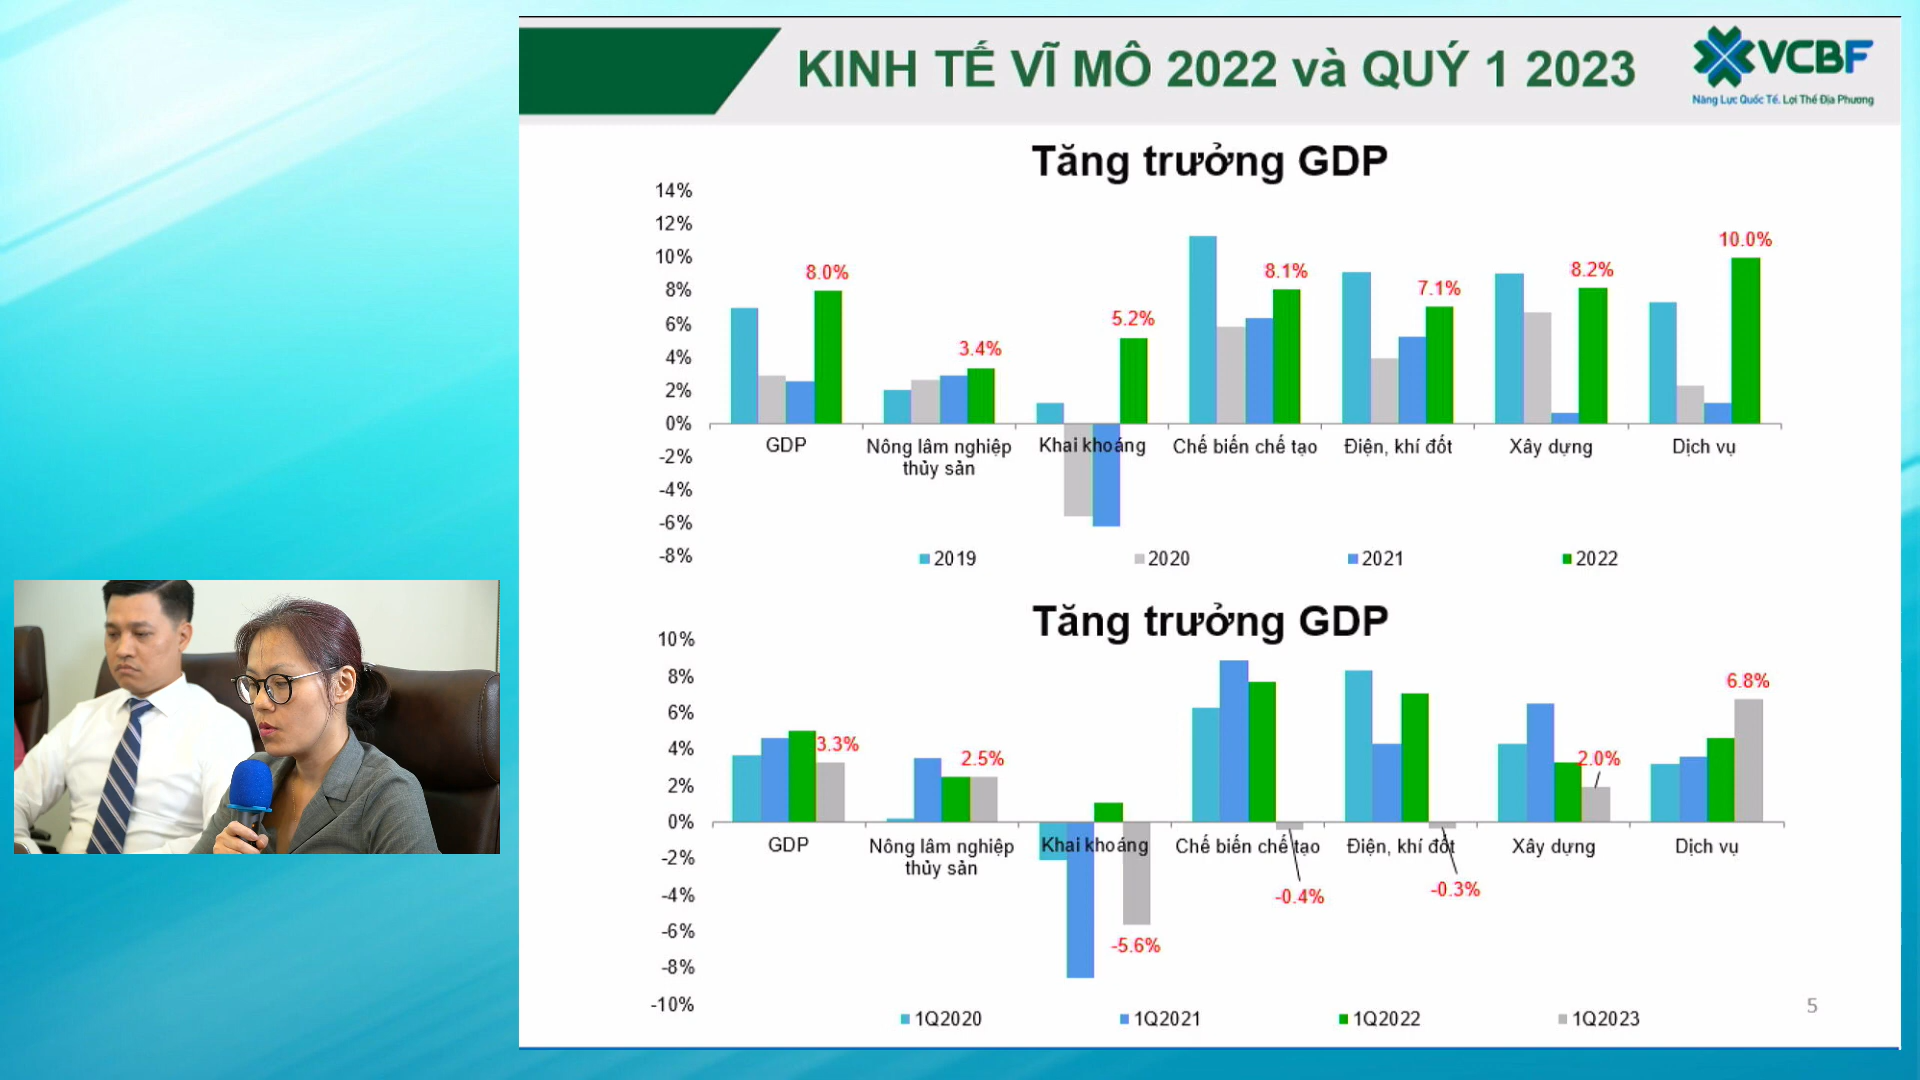 KINH TẾ VĨ MÔ 2022 và QUÝ 1 2023
VCBF
Năng Lực Quốc Tế. Lợi Thế Địa Phương
Tăng trưởng GDP
14%
12%
10%
8%
6%
4%
2%
0%
-2%
-4%
-6%
-8%
8.0%
3.4%
5.2%
8.1%
7.1%
8.2%
10.0%
GDP
Nông lâm nghiệp
thủy sản
Khai khoáng
Chế biến chế tạo
Điện, khí đốt
Xây dựng
Dịch vụ
2019
2020
2021
2022
Tăng trưởng GDP
10%
8%
6%
4%
2%
0%
-2%
-4%
-6%
-8%
-10%
3.3%
2.5%
-5.6%
-0.4%
-0.3%
2.0%
6.8%
GDP
Nông lâm nghiệp
thủy sản
Khai khoáng
Chế biến chế tạo
Điện, khí đốt
Xây dựng
Dịch vụ
1Q2020
1Q2021
1Q2022
1Q2023
5